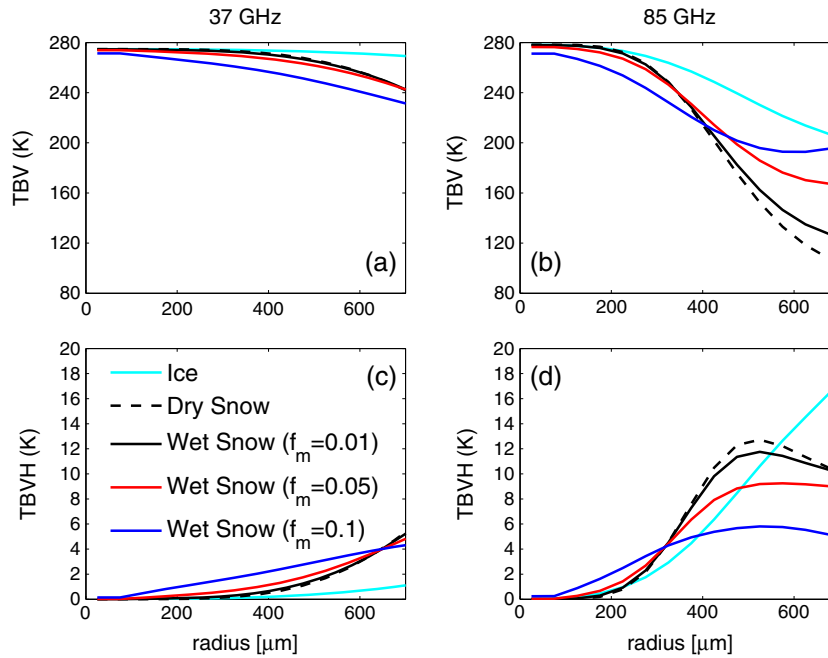 37 GHz
85 GHz
280
240
200
160
120
80
TBV (K)
0
200
400
600
(a)
280
240
200
160
120
80
TBV (K)
0
200
400
600
(b)
20
18
16
14
12
10
8
6
4
2
0
TBVH (K)
Ice
Dry Snow
Wet Snow (f_m=0.01)
Wet Snow (f_m=0.05)
Wet Snow (f_m=0.1)
(c)
0
200
400
600
radius [μm]
20
18
16
14
12
10
8
6
4
2
0
TBVH (K)
(d)
0
200
400
600
radius [μm]